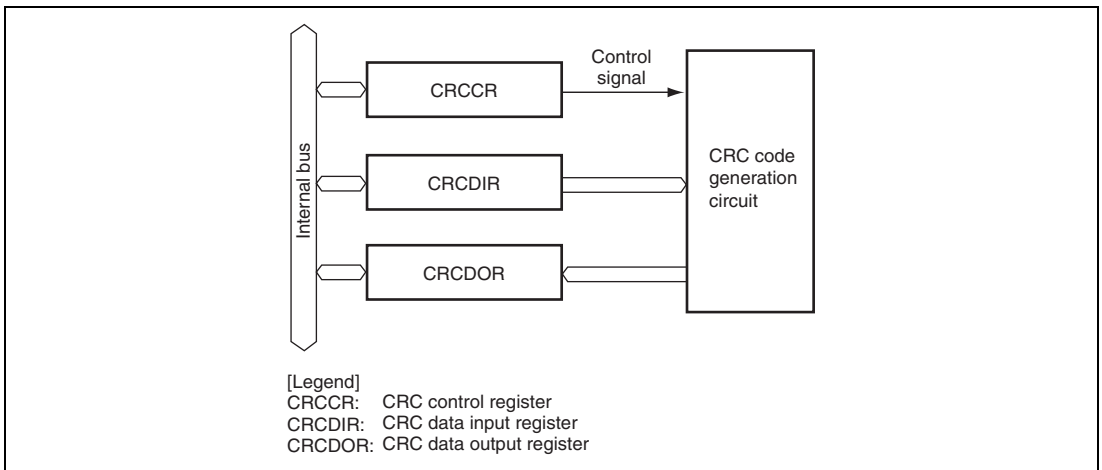 Internal bus
CRCCR
Control
signal
CRCDIR
CRC code
generation
circuit
CRCDOR
[Legend]
CRCCR: CRC control register
CRCDIR: CRC data input register
CRCDOR: CRC data output register